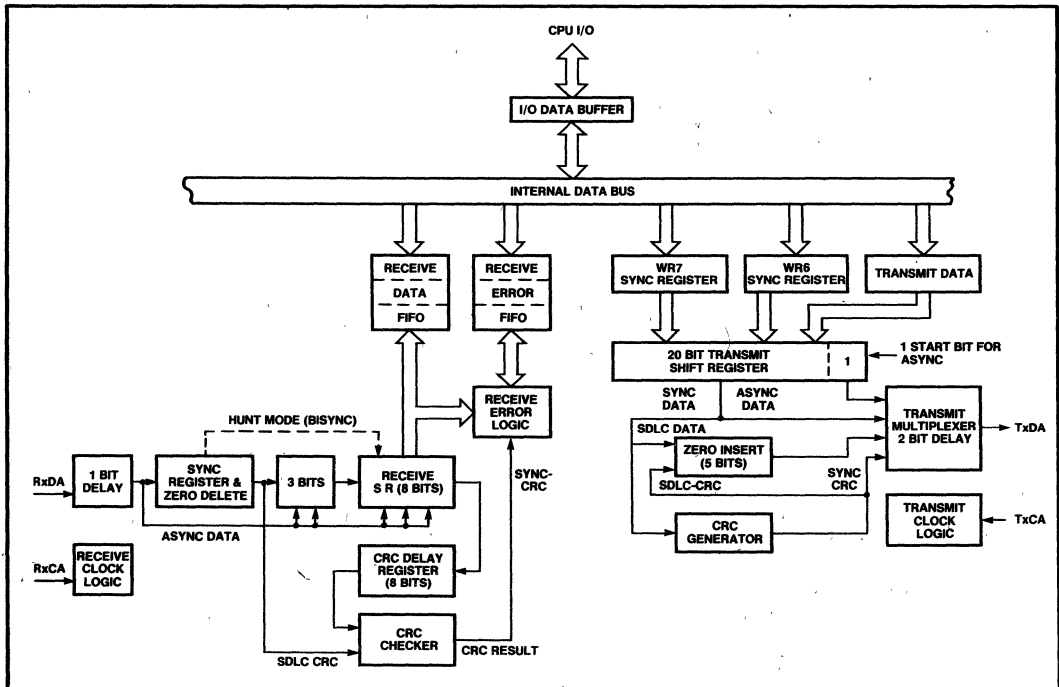 CPU I/O
I/O DATA BUFFER
INTERNAL DATA BUS
RECEIVE
DATA
FIFO
RECEIVE
ERROR
FIFO
WR7
SYNC REGISTER
WR6
SYNC REGISTER
TRANSMIT DATA
20 BIT TRANSMIT
SHIFT REGISTER
1
1 START BIT FOR
ASYNC
RECEIVE
ERROR
LOGIC
SYNC
DATA
ASYNC
DATA
TRANSMIT
MULTIPLEXER
2 BIT DELAY
TxDA
HUNT MODE (BISYNC)
SDLC DATA
ZERO INSERT
(5 BITS)
SYNC
CRC
SDLC-CRC
RxDA
1 BIT
DELAY
SYNC
REGISTER &
ZERO DELETE
3 BITS
RECEIVE
S R (8 BITS)
SYNC-
CRC
ASYNC DATA
CRC
GENERATOR
TRANSMIT
CLOCK
LOGIC
TxCA
RxCA
RECEIVE
CLOCK
LOGIC
CRC DELAY
REGISTER
(8 BITS)
CRC
CHECKER
SDLC CRC
CRC RESULT